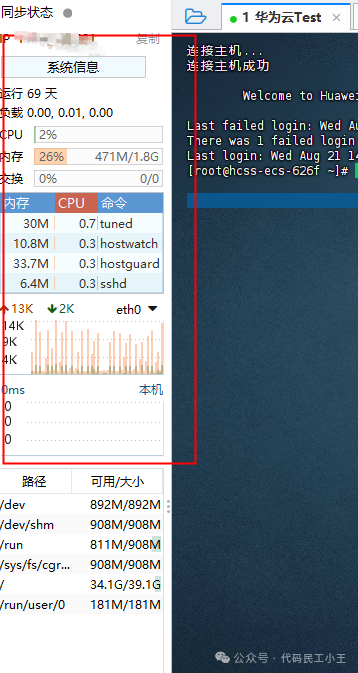 同步状态
复制
系统信息
运行 69 天
负载 0.00, 0.01, 0.00
CPU 2%
内存 26% 471M/1.8G
交换 0% 0/0
内存 CPU 命令
30M 0.7 tuned
10.8M 0.3 hostwatch
33.7M 0.3 hostguard
6.4M 0.3 sshd
13K 2K eth0
14K
9K
4K
0ms 本机
0
0
0
路径 可用/大小
/dev 892M/892M
/dev/shm 908M/908M
/run 811M/908M
/sys/fs/cgr... 908M/908M
/ 34.1G/39.1G
/run/user/0 181M/181M
1 华为云Test
连接主机...
连接主机成功
Welcome to Huawei
Last failed login: Wed Au
There was 1 failed login
Last login: Wed Aug 21 14
[root@hcss-ecs-626f ~]#
公众号 · 代码民工小王